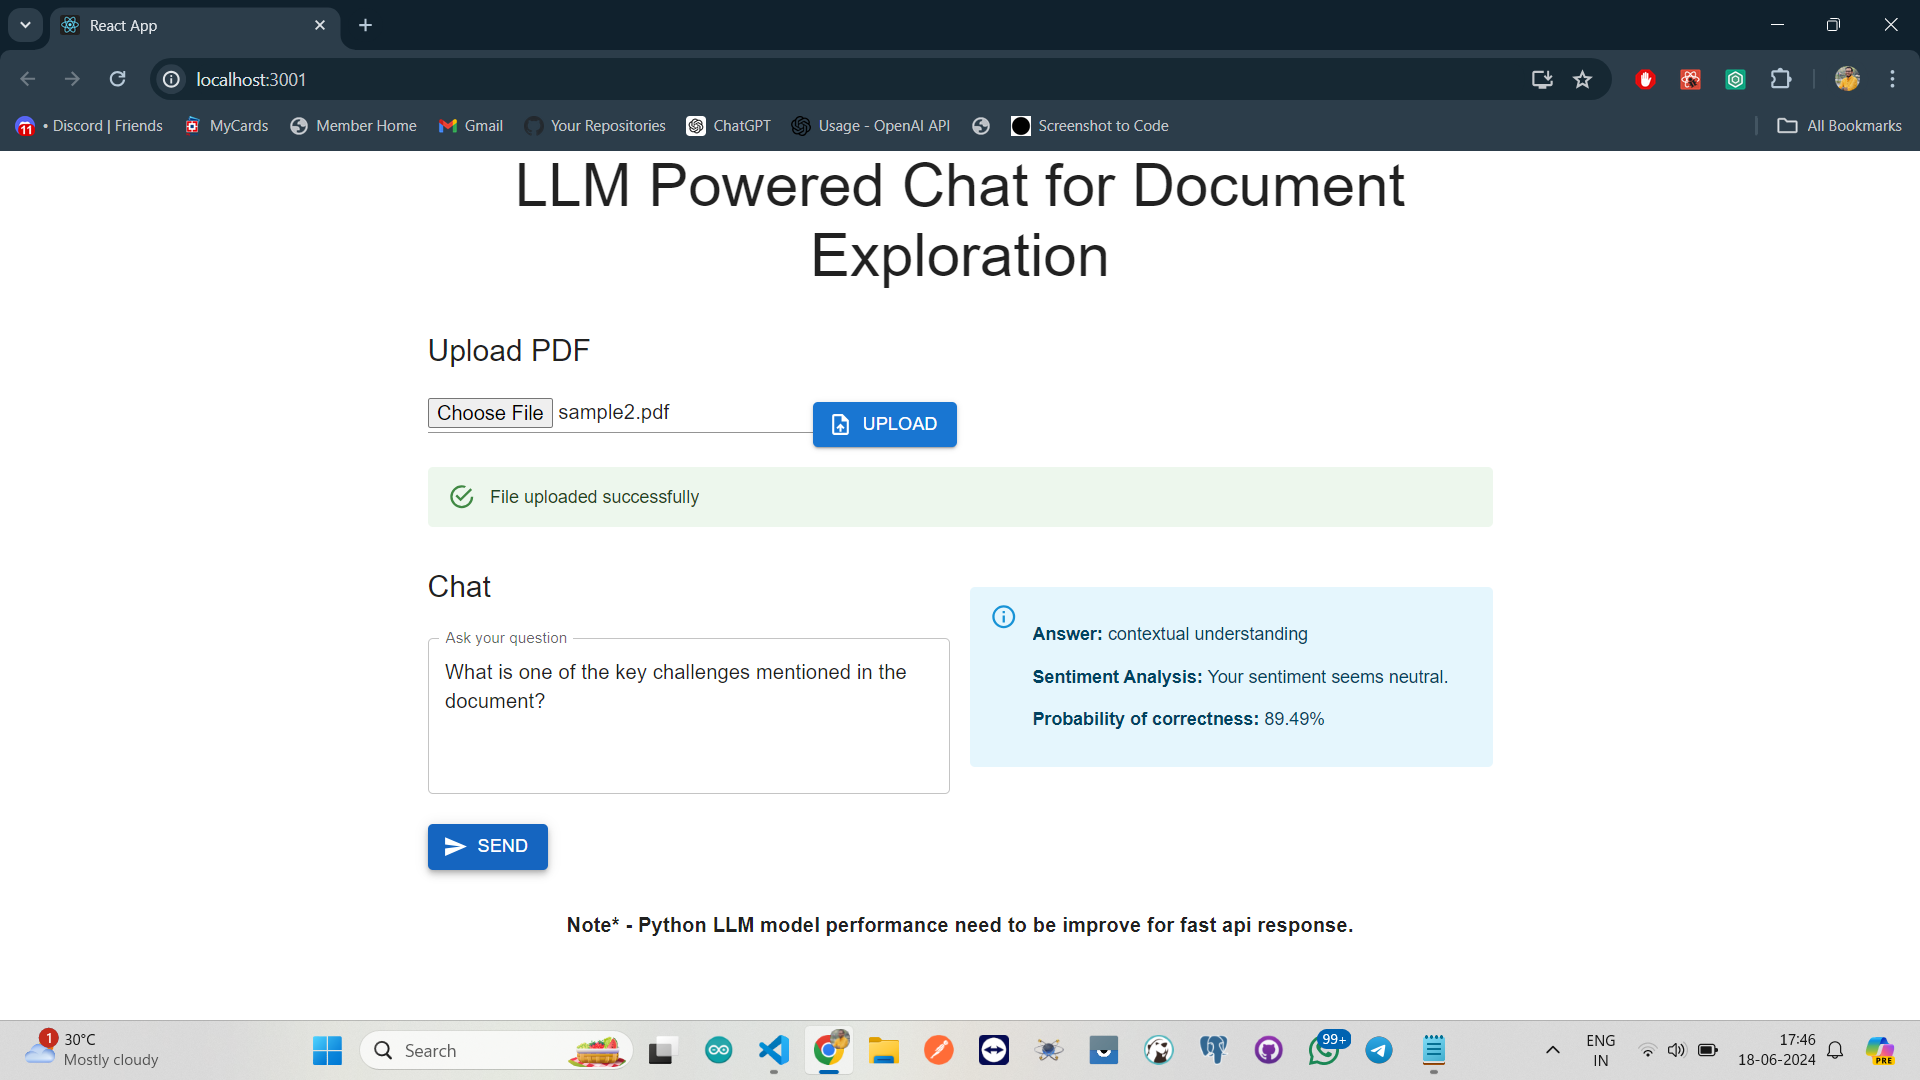 React App
localhost:3001
11
• Discord | Friends
MyCards
Member Home
Gmail
Your Repositories
ChatGPT
Usage - OpenAI API
Screenshot to Code
All Bookmarks
LLM Powered Chat for Document
Exploration
Upload PDF
Choose File sample2.pdf
UPLOAD
File uploaded successfully
Chat
Ask your question
What is one of the key challenges mentioned in the
document?
Answer: contextual understanding
Sentiment Analysis: Your sentiment seems neutral.
Probability of correctness: 89.49%
SEND
Note* - Python LLM model performance need to be improve for fast api response.
1
30°C
Mostly cloudy
Search
99+
ENG
IN
17:46
18-06-2024
PRE